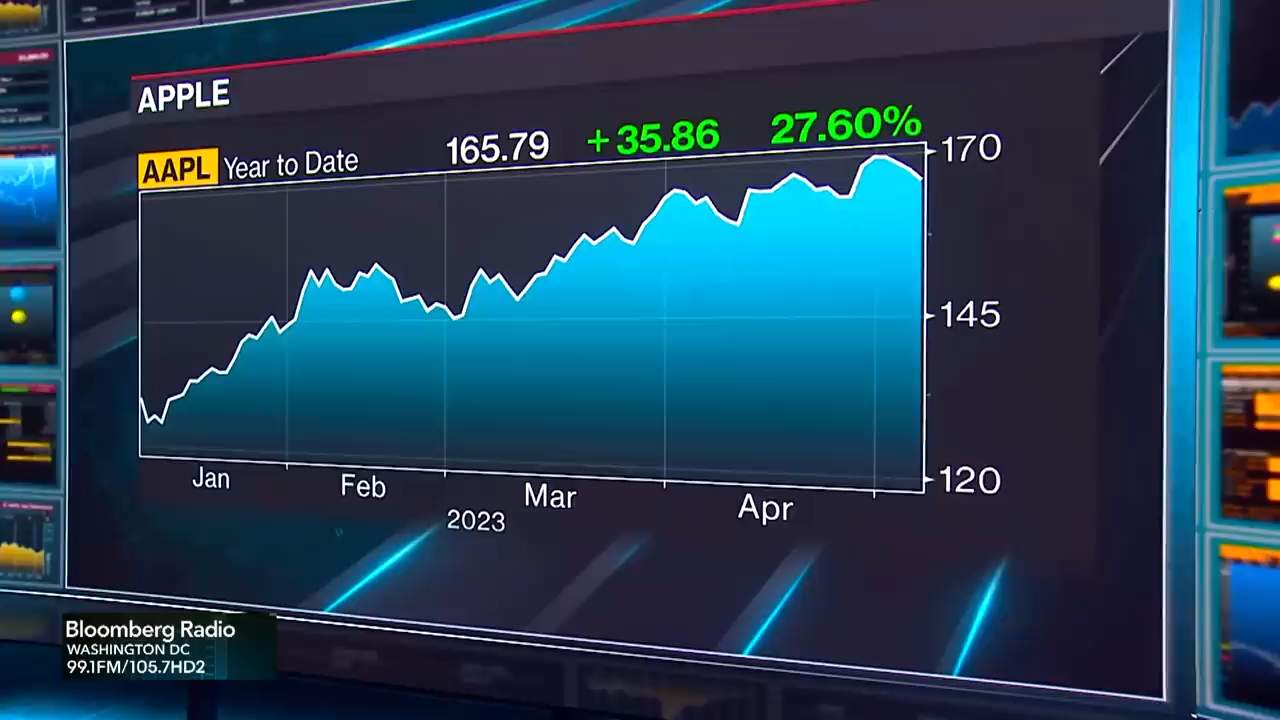 APPLE
AAPL Year to Date 165.79 +35.86 27.60%
170
145
120
Jan Feb Mar Apr
2023
Bloomberg Radio
WASHINGTON DC
99.1FM/105.7HD2